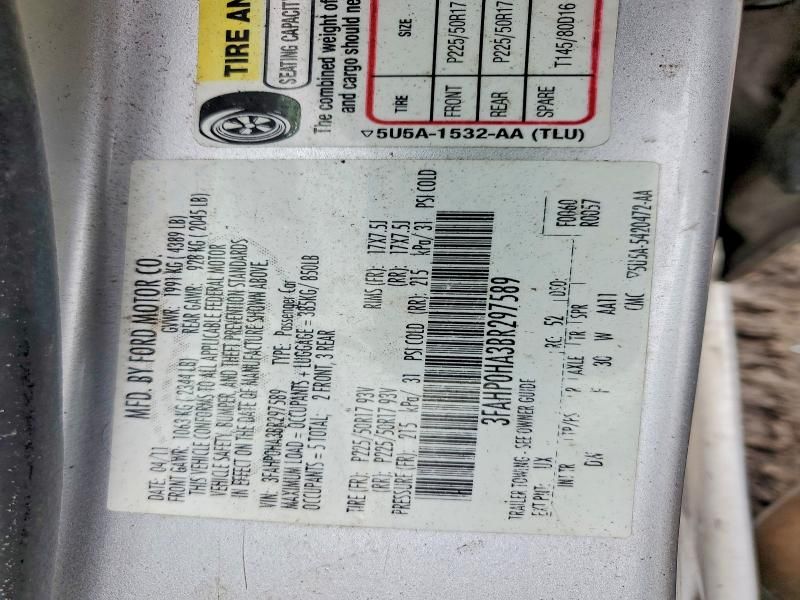 TIRE AN
SEATING CAPACITY
The combined weight of
and cargo should ne
TIRE SIZE
FRONT P225/50R17
REAR P225/50R17
SPARE T145/80D16
5U5A-1532-AA (TLU)
MFD. BY FORD MOTOR CO.
DATE: 04/11 GVWR: 1991 KG ( 4389 LB)
FRONT GAWR: 1063 KG ( 2344 LB) REAR GAWR: 928 KG ( 2045 LB)
THIS VEHICLE CONFORMS TO ALL APPLICABLE FEDERAL MOTOR
VEHICLE SAFETY, BUMPER, AND THEFT PREVENTION STANDARDS
IN EFFECT ON THE DATE OF MANUFACTURE SHOWN ABOVE
VIN: 3FAHP0HA3BR297589 TYPE: Passenger Car
MAXIMUM LOAD = OCCUPANTS + LUGGAGE = 385KG/ 850LB
OCCUPANTS = 5 TOTAL: 2 FRONT 3 REAR
TIRE (FR): P225/50R17 93V RIMS (FR): 17X7.5J
(RR): P225/50R17 93V (RR): 17X7.5J
PRESSURE (FR): 215 kPa/ 31 PSI COLD (RR): 215 kPa/ 31 PSI COLD
3FAHP0HA3BR297589
TRAILER TOWING - SEE OWNER GUIDE
EXT PNT: UX RC: 52 DSO: F0060
R0057
INT TR TP/PS R AXLE TR SPR
DW F 30 W AA11
5U5A-5420472-AA